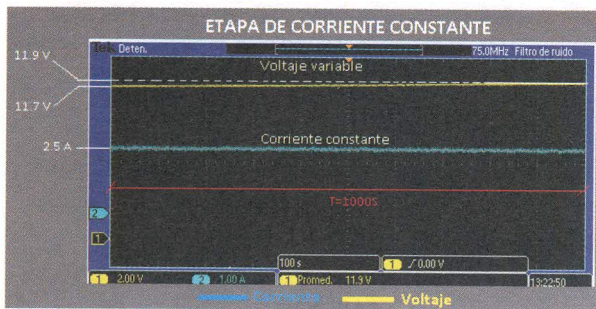 ETAPA DE CORRIENTE CONSTANTE
Tek Deten.
75.0MHz Filtro de ruido
11.9 V
Voltaje variable
11.7 V
2.5 A
Corriente constante
T=1000S
2
1
100 s
1 ∫ 0.00 V
1 2.00 V
2 1.00 A
1 Promed. 11.9 V
13:22:50
Corriente
Voltaje